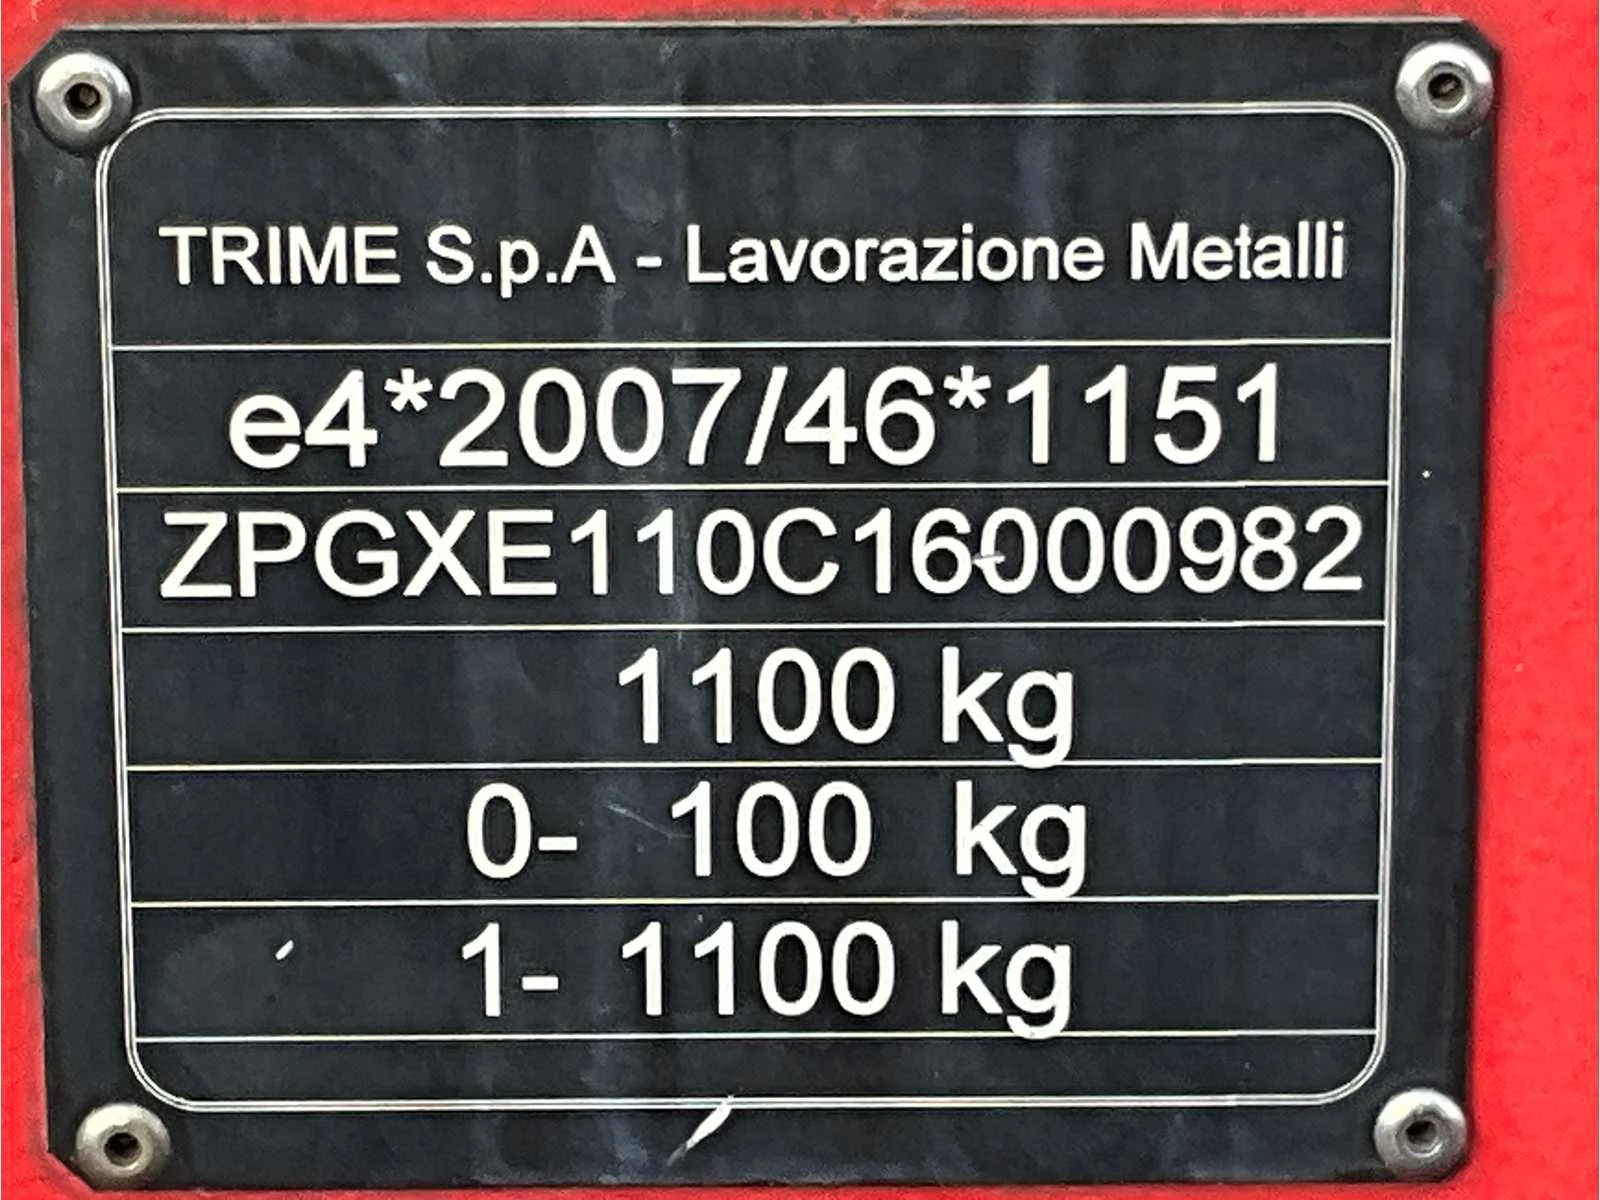 TRIME S.p.A - Lavorazione Metalli
e4*2007/46*1151
ZPGXE110C16000982
1100 kg
0- 100 kg
1- 1100 kg